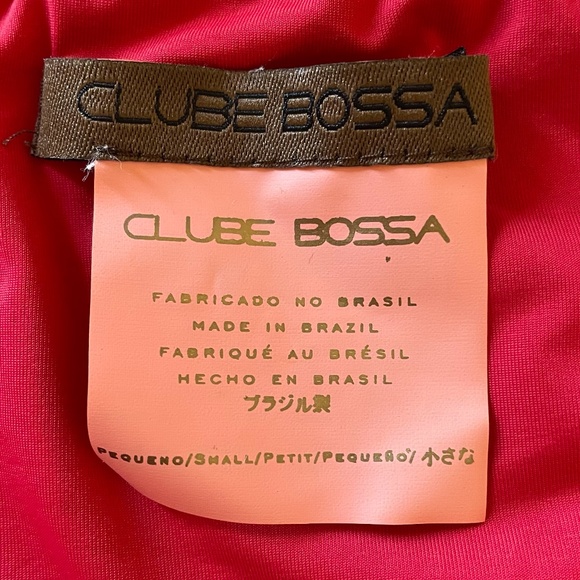 CLUBE BOSSA
CLUBE BOSSA
FABRICADO NO BRASIL
MADE IN BRAZIL
FABRIQUÉ AU BRÉSIL
HECHO EN BRASIL
ブラジル製
PEQUENO/SMALL/PETIT/PEQUEÑO/小さな